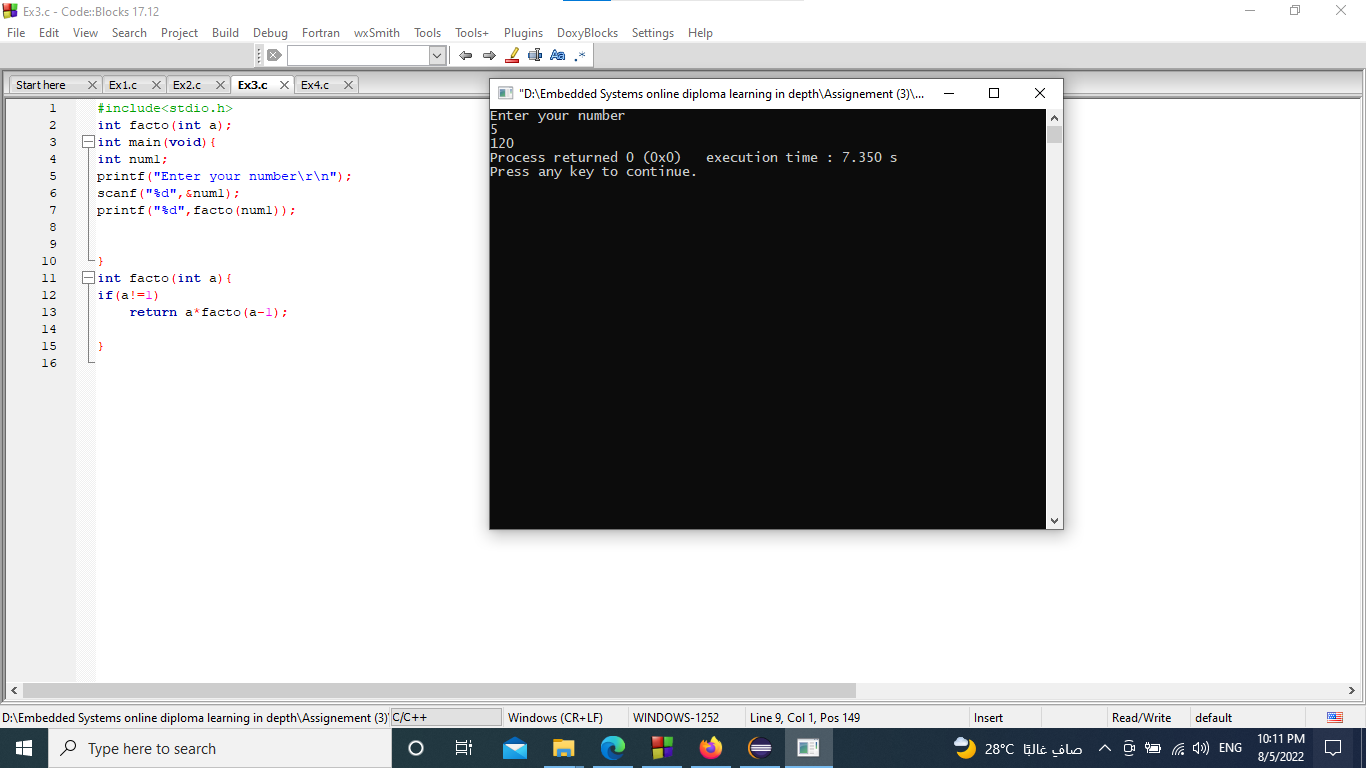 Ex3.c - Code::Blocks 17.12
File Edit View Search Project Build Debug Fortran wxSmith Tools Tools+ Plugins DoxyBlocks Settings Help
Start here Ex1.c Ex2.c Ex3.c Ex4.c
1 #include<stdio.h>
2 int facto(int a);
3 int main(void){
4 int num1;
5 printf("Enter your number\r\n");
6 scanf("%d",&num1);
7 printf("%d",facto(num1));
8
9
10 }
11 int facto(int a){
12 if(a!=1)
13 return a*facto(a-1);
14
15 }
16
"D:\Embedded Systems online diploma learning in depth\Assignement (3)\...
Enter your number
5
120
Process returned 0 (0x0) execution time : 7.350 s
Press any key to continue.
D:\Embedded Systems online diploma learning in depth\Assignement (3)' C/C++ Windows (CR+LF) WINDOWS-1252 Line 9, Col 1, Pos 149 Insert Read/Write default
Type here to search
28°C صافٍ غالبًا
ENG
10:11 PM
8/5/2022